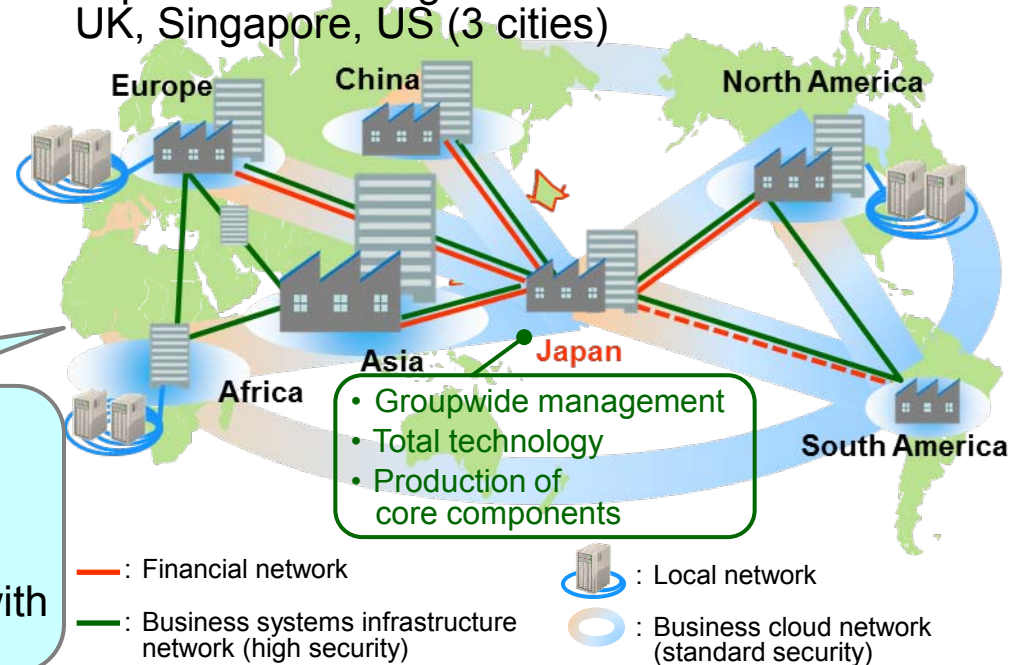 UK, Singapore, US (3 cities)
Europe
China
North America
Asia
Japan
Africa
• Groupwide management
• Total technology
• Production of
core components
South America
: Financial network
: Local network
with
: Business systems infrastructure
network (high security)
: Business cloud network
(standard security)